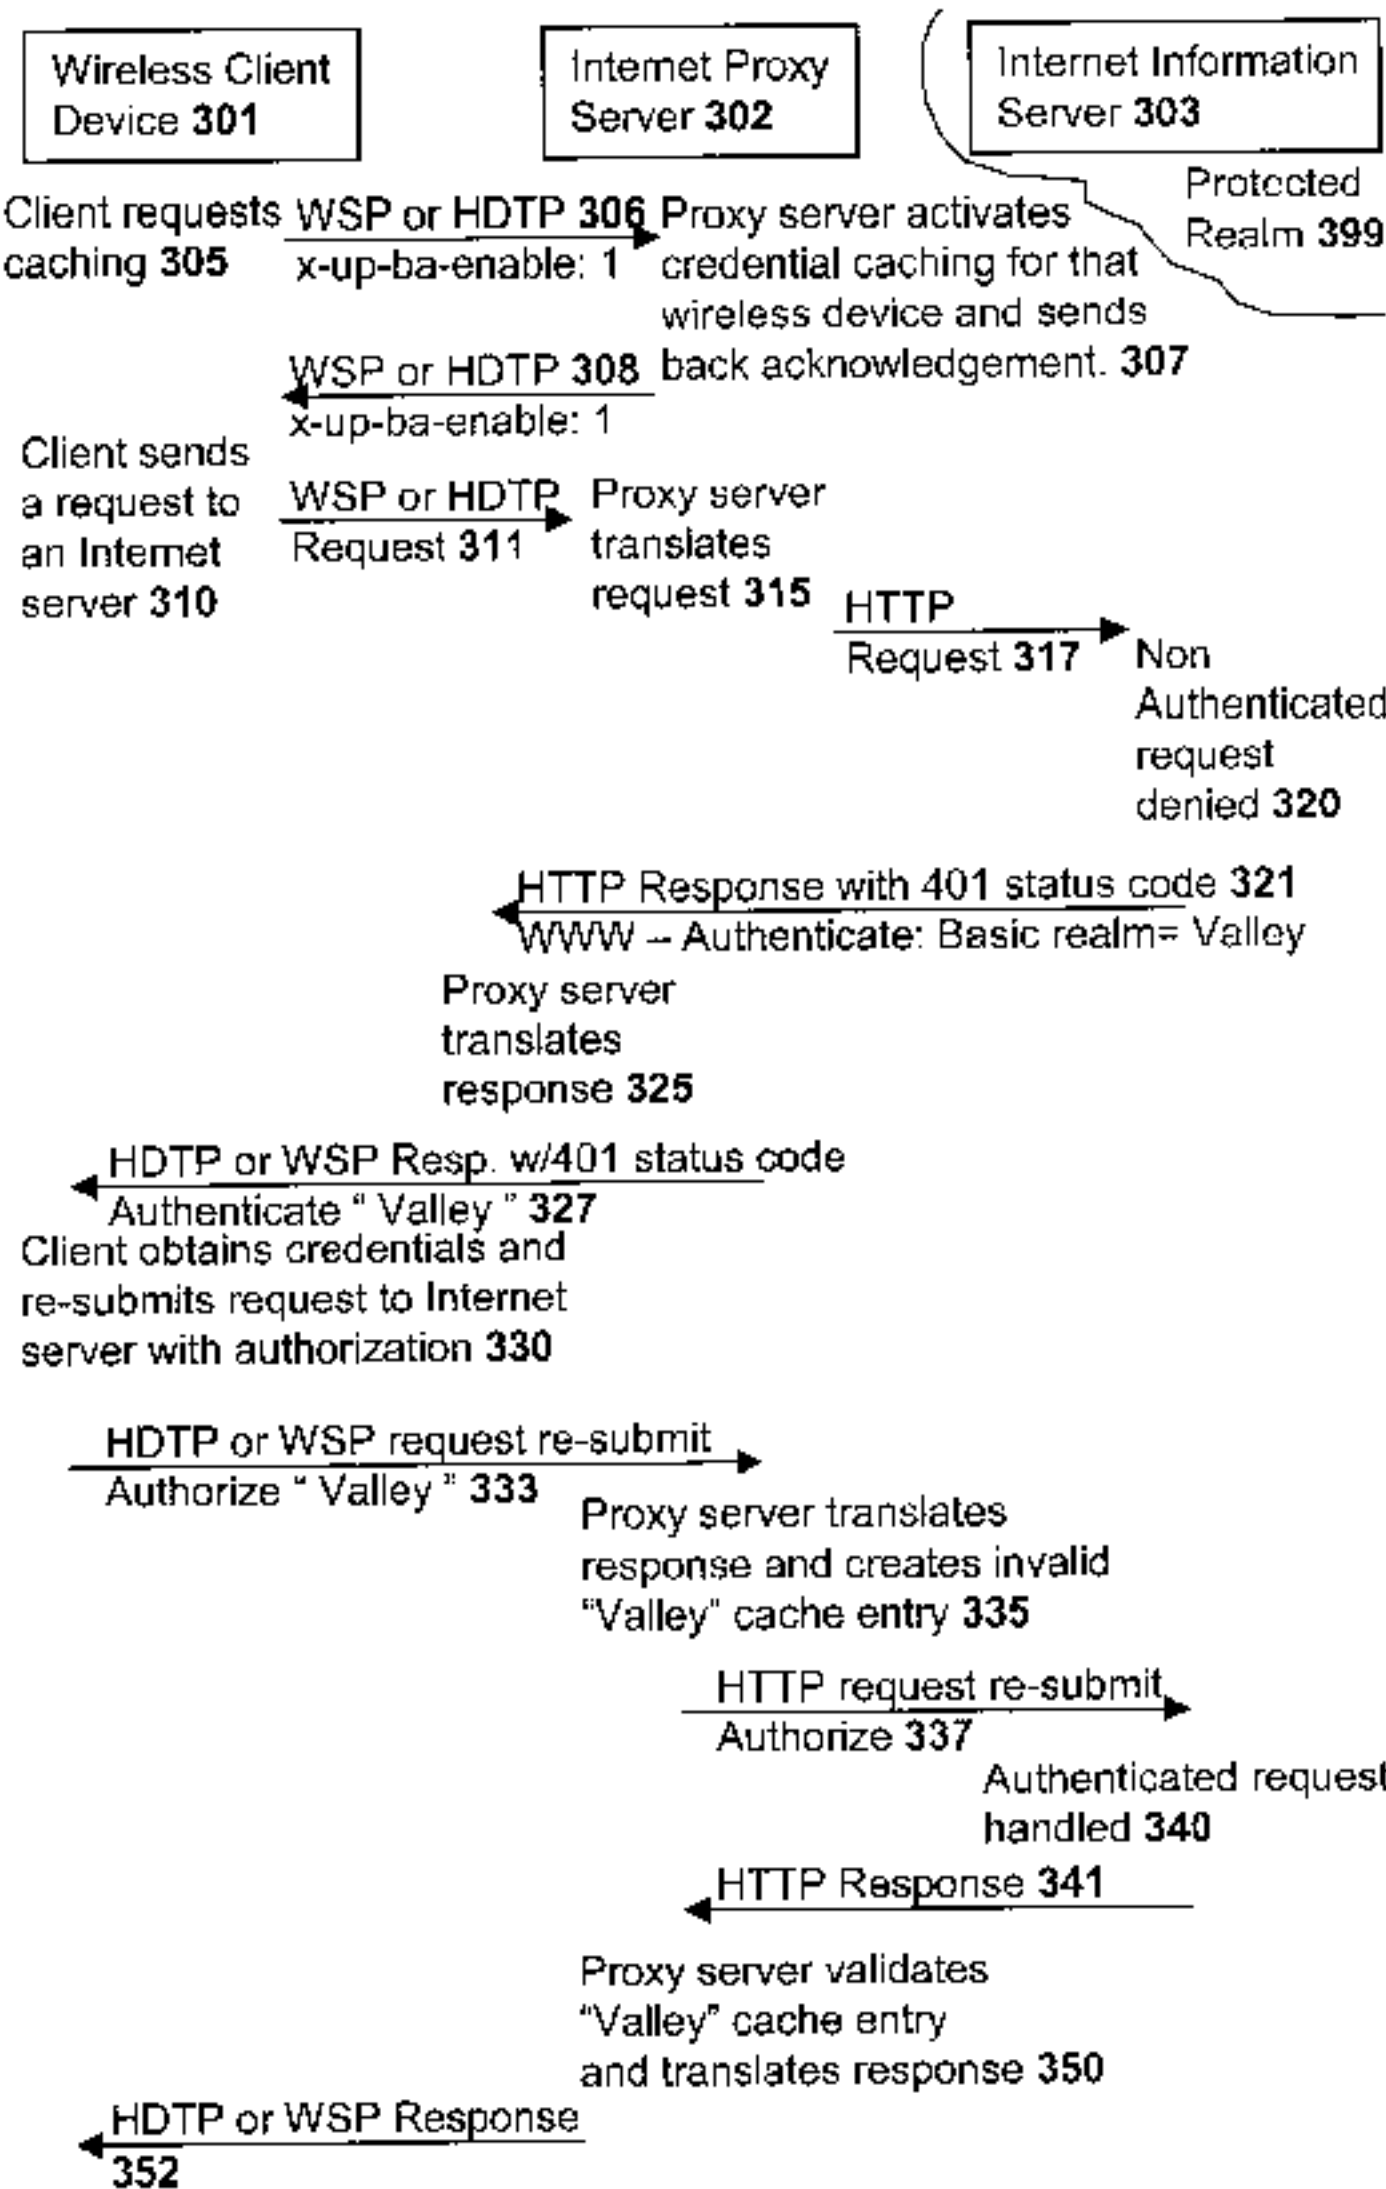 Wireless Client
Device 301
Internet Proxy
Server 302
Internet Information
Server 303
Protected
Realm 399
Client requests
caching 305
WSP or HDTP 306
x-up-ba-enable: 1
Proxy server activates
credential caching for that
wireless device and sends
back acknowledgement. 307
WSP or HDTP 308
x-up-ba-enable: 1
Client sends
a request to
an Internet
server 310
WSP or HDTP
Request 311
Proxy server
translates
request 315
HTTP
Request 317
Non
Authenticated
request
denied 320
HTTP Response with 401 status code 321
WWW – Authenticate: Basic realm= Valley
Proxy server
translates
response 325
HDTP or WSP Resp. w/401 status code
Authenticate " Valley " 327
Client obtains credentials and
re-submits request to Internet
server with authorization 330
HDTP or WSP request re-submit
Authorize " Valley " 333
Proxy server translates
response and creates invalid
"Valley" cache entry 335
HTTP request re-submit
Authorize 337
Authenticated request
handled 340
HTTP Response 341
Proxy server validates
"Valley" cache entry
and translates response 350
HDTP or WSP Response
352